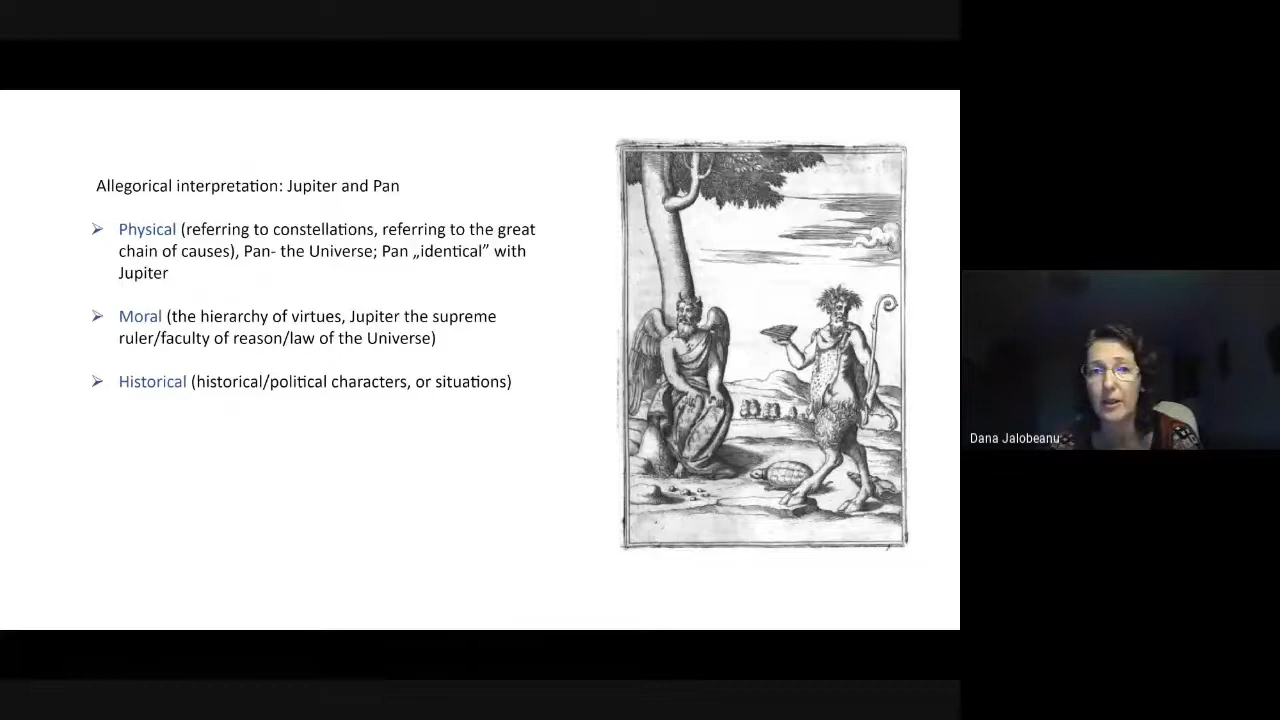 Allegorical interpretation: Jupiter and Pan
Physical (referring to constellations, referring to the great
chain of causes), Pan- the Universe; Pan „identical” with
Jupiter
Moral (the hierarchy of virtues, Jupiter the supreme
ruler/faculty of reason/law of the Universe)
Historical (historical/political characters, or situations)
Dana Jalobeanu